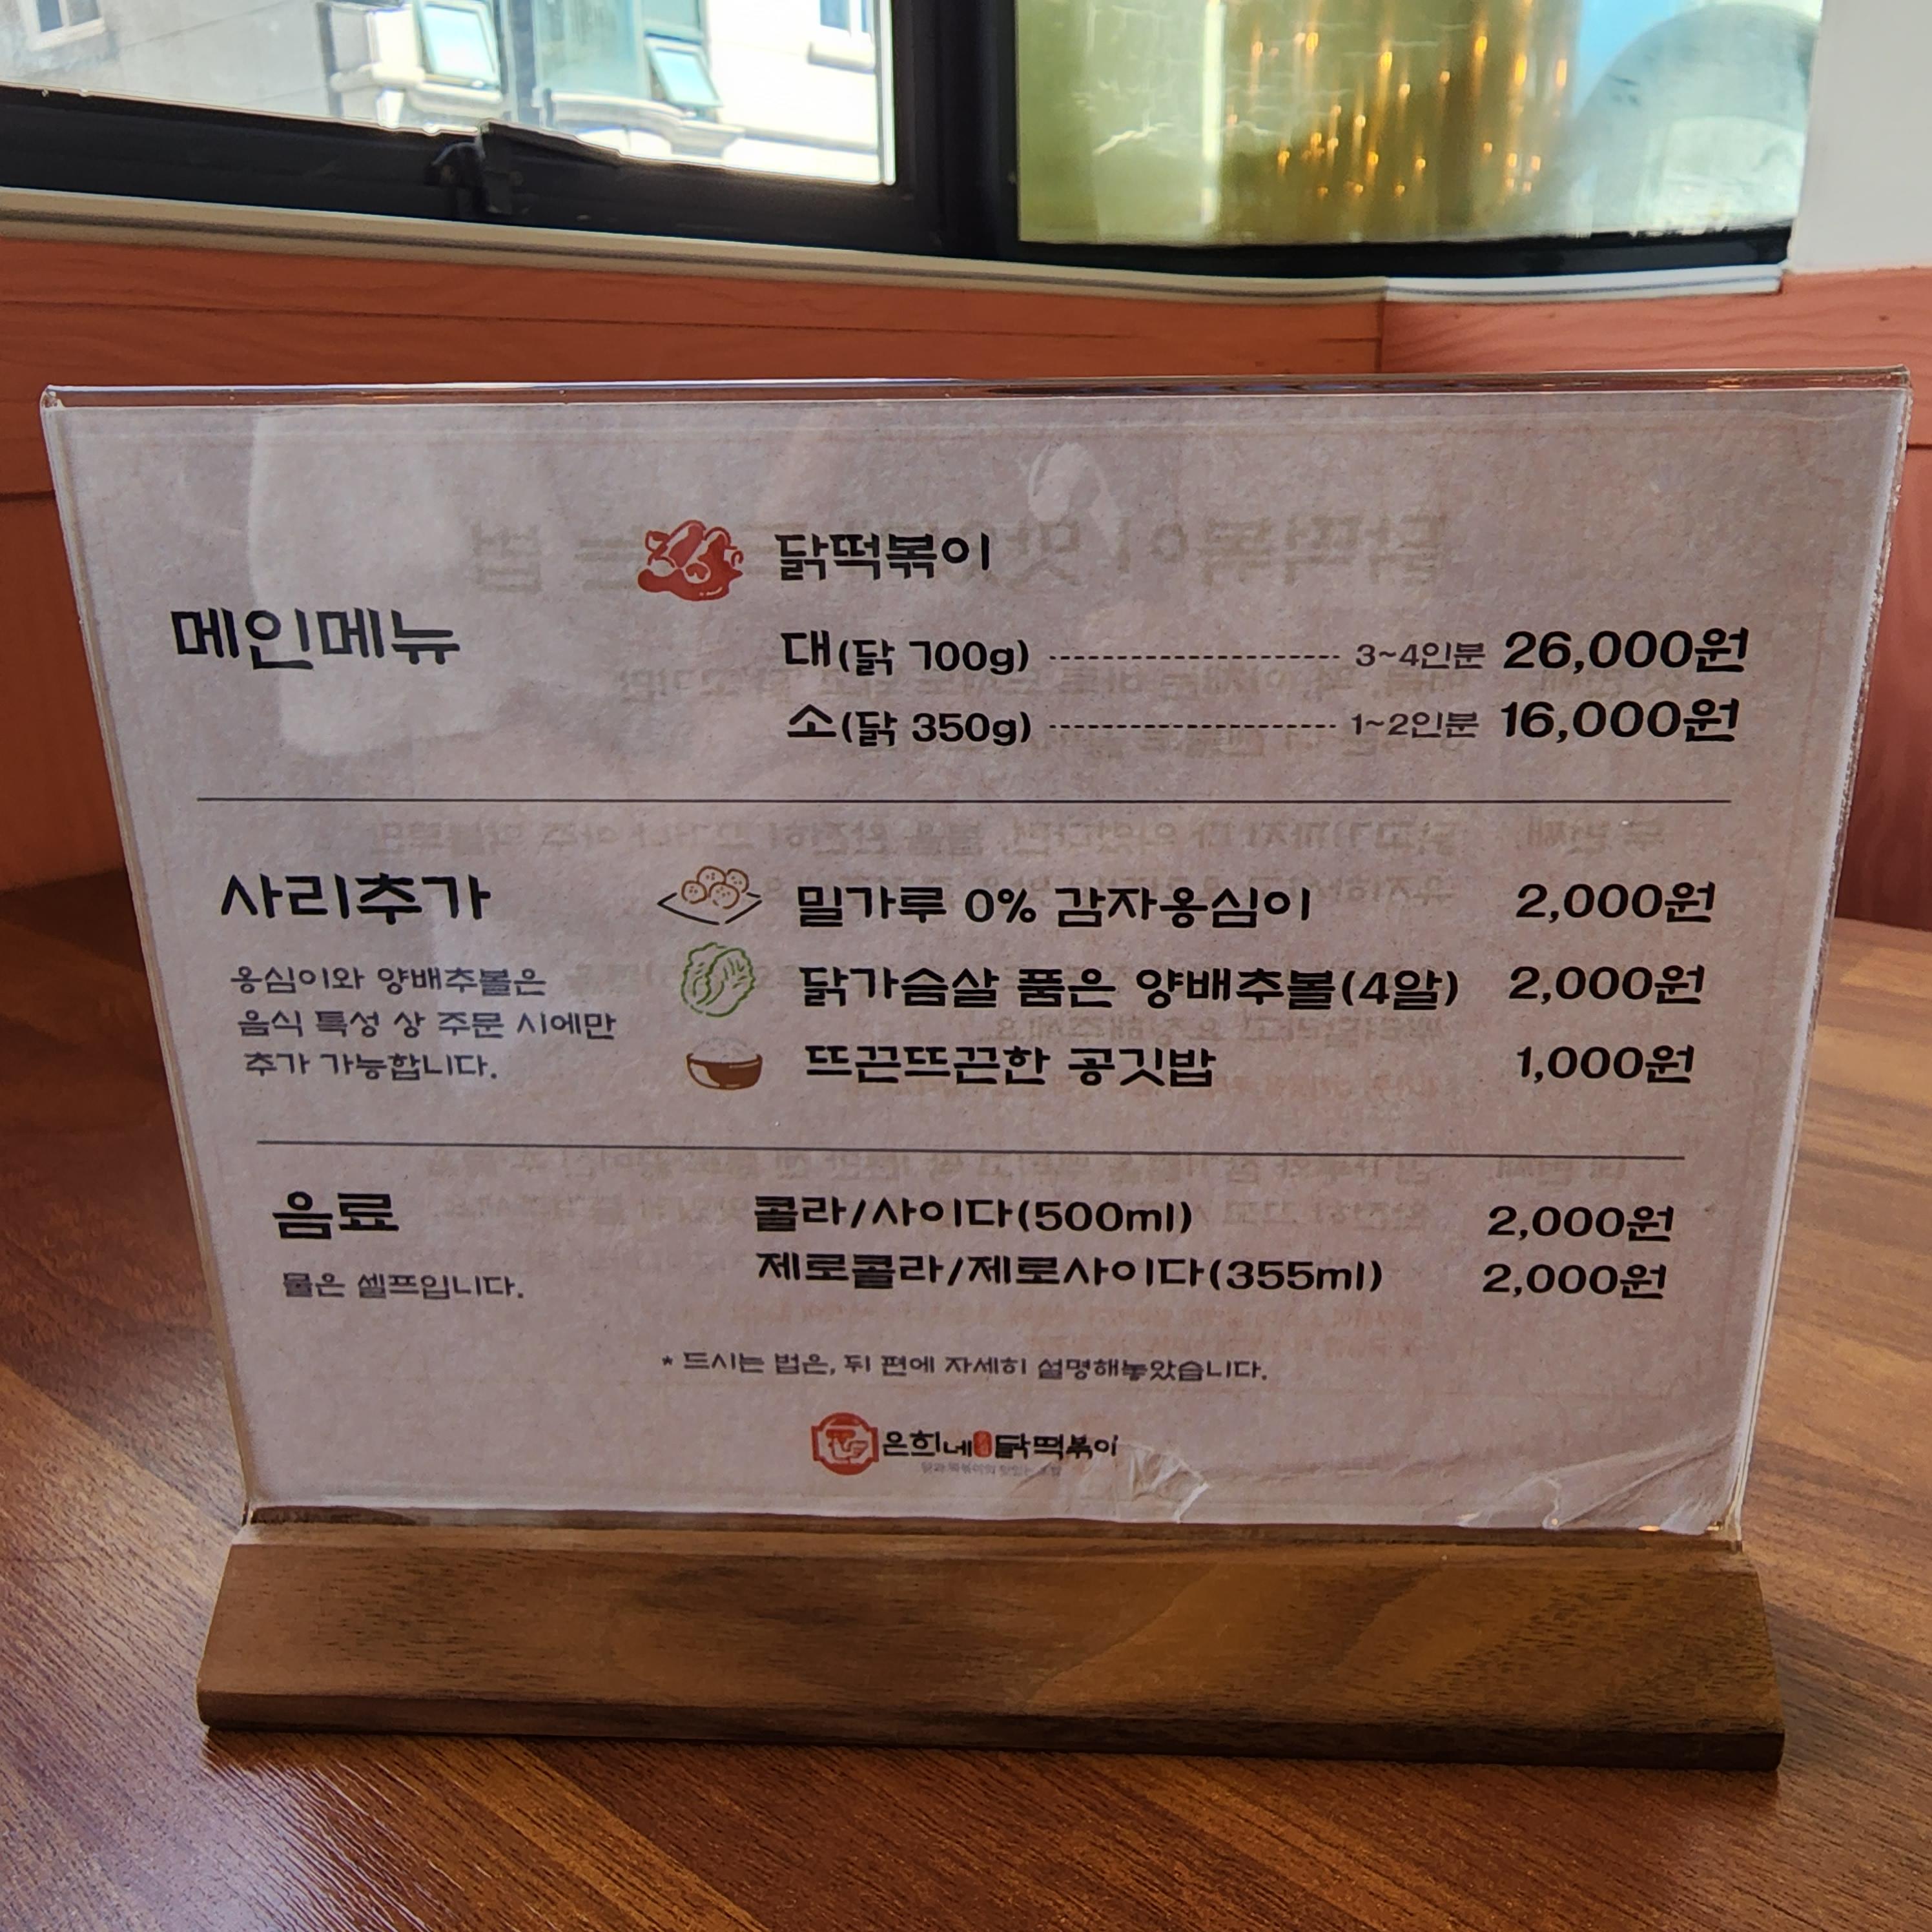 닭떡볶이
메인메뉴
대(닭 700g) 3~4인분 26,000원
소(닭 350g) 1~2인분 16,000원
사리추가
밀가루 0% 감자옹심이 2,000원
닭가슴살 품은 양배추볼(4알) 2,000원
뜨끈뜨끈한 공깃밥 1,000원
옹심이와 양배추볼은
음식 특성 상 주문 시에만
추가 가능합니다.
음료
콜라/사이다(500ml) 2,000원
제로콜라/제로사이다(355ml) 2,000원
물은 셀프입니다.
* 드시는 법은, 뒤 편에 자세히 설명해놓았습니다.
은희네 닭떡볶이